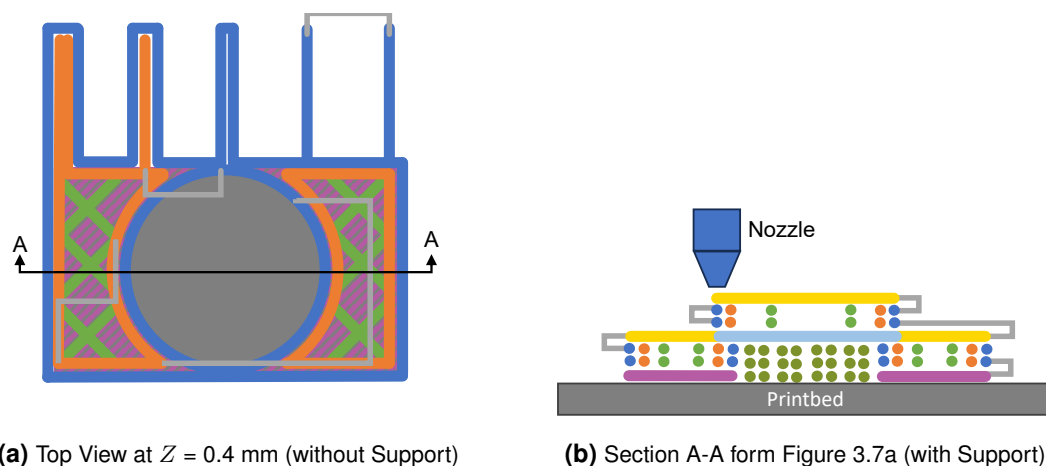 A
A
Nozzle
Printbed
(a) Top View at Z = 0.4 mm (without Support)
(b) Section A-A form Figure 3.7a (with Support)